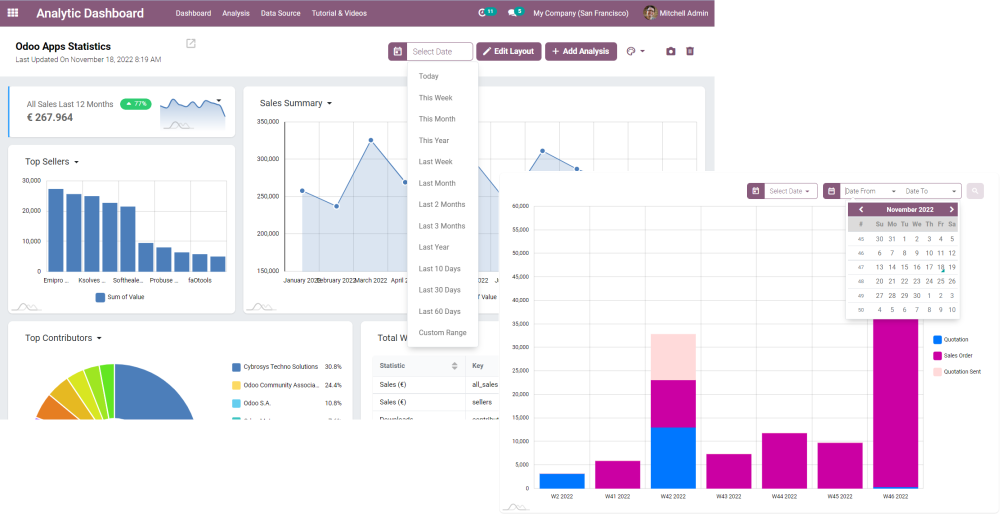 Analytic Dashboard
Dashboard Analysis Data Source Tutorial & Videos
11 5 My Company (San Francisco) Mitchell Admin
Odoo Apps Statistics
Last Updated On November 18, 2022 8:19 AM
Select Date Edit Layout + Add Analysis
Today
This Week
This Month
This Year
Last Week
Last Month
Last 2 Months
Last 3 Months
Last Year
Last 10 Days
Last 30 Days
Last 60 Days
Custom Range
All Sales Last 12 Months 77%
€ 267.964
Top Sellers
30,000
20,000
10,000
0
Emipro ... Ksolves ... Softheale... Probuse ... faOtools
Sum of Value
Sales Summary
350,000
300,000
250,000
200,000
150,000
January 2022 February 2022 March 2022 April 2
f Value
Top Contributors
Cybrosys Techno Solutions 30.8%
Odoo Community Associa... 24.4%
Odoo S.A. 10.8%
Total W
Statistic Key
Sales (€) all_sales
Sales (€) sellers
Downloads contribut
Select Date Date From Date To
November 2022
# Su Mo Tu We Th Fr Sa
45 30 31 1 2 3 4 5
46 6 7 8 9 10 11 12
47 13 14 15 16 17 18 19
48 20 21 22 23 24 25 26
49 27 28 29 30 1 2 3
50 4 5 6 7 8 9 10
60,000
55,000
50,000
45,000
40,000
35,000
30,000
25,000
20,000
15,000
10,000
5,000
0
W2 2022 W41 2022 W42 2022 W43 2022 W44 2022 W45 2022 W46 2022
Quotation
Sales Order
Quotation Sent